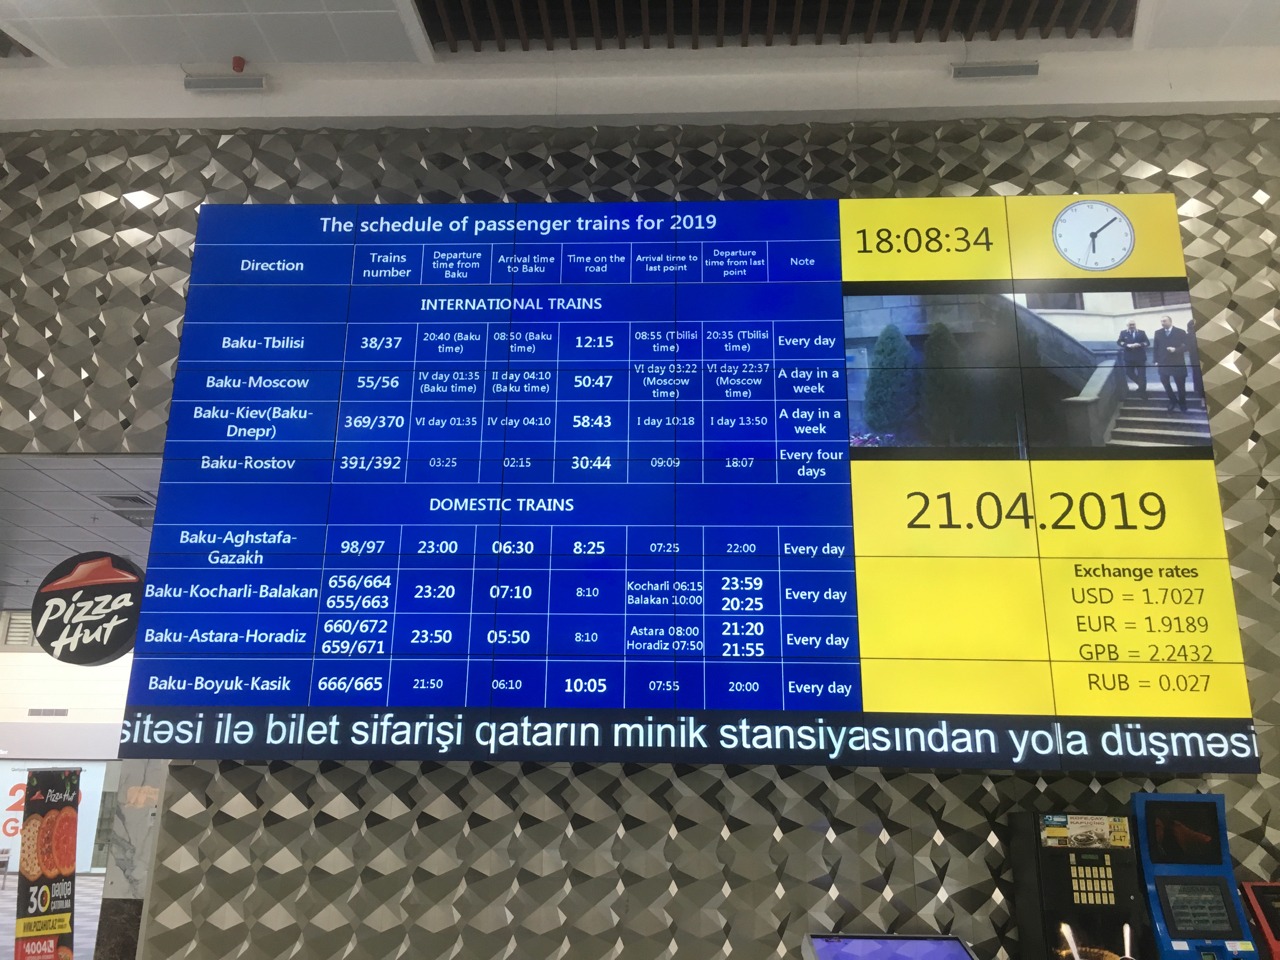 The schedule of passenger trains for 2019
Direction
Trains
number
Departure
time from
Baku
Arrival time
to Baku
Time on the
road
Arrival time to
last point
Departure
time from last
point
Note
INTERNATIONAL TRAINS
Baku-Tbilisi
38/37
20:40 (Baku
time)
08:50 (Baku
time)
12:15
08:55 (Tbilisi
time)
20:35 (Tbilisi
time)
Every day
Baku-Moscow
55/56
IV day 01:35
(Baku time)
II day 04:10
(Baku time)
50:47
VI day 03:22
(Moscow
time)
VI day 22:37
(Moscow
time)
A day in a
week
Baku-Kiev(Baku-
Dnepr)
369/370
VI day 01:35
IV day 04:10
58:43
I day 10:18
I day 13:50
A day in a
week
Baku-Rostov
391/392
03:25
02:15
30:44
09:09
18:07
Every four
days
DOMESTIC TRAINS
Baku-Aghstafa-
Gazakh
98/97
23:00
06:30
8:25
07:25
22:00
Every day
Baku-Kocharli-Balakan
656/664
655/663
23:20
07:10
8:10
Kocharli 06:15
Balakan 10:00
23:59
20:25
Every day
Baku-Astara-Horadiz
660/672
659/671
23:50
05:50
8:10
Astara 08:00
Horadiz 07:50
21:20
21:55
Every day
Baku-Boyuk-Kasik
666/665
21:50
06:10
10:05
07:55
20:00
Every day
18:08:34
21.04.2019
Exchange rates
USD = 1.7027
EUR = 1.9189
GPB = 2.2432
RUB = 0.027
sitəsi ilə bilet sifarişi qatarın minik stansiyasından yola düşməsi
Pizza
Hut
Pizza Hut
30 DƏQİQƏ
ÇATDIRILMA
WWW.PIZZAHUT.AZ
*4004